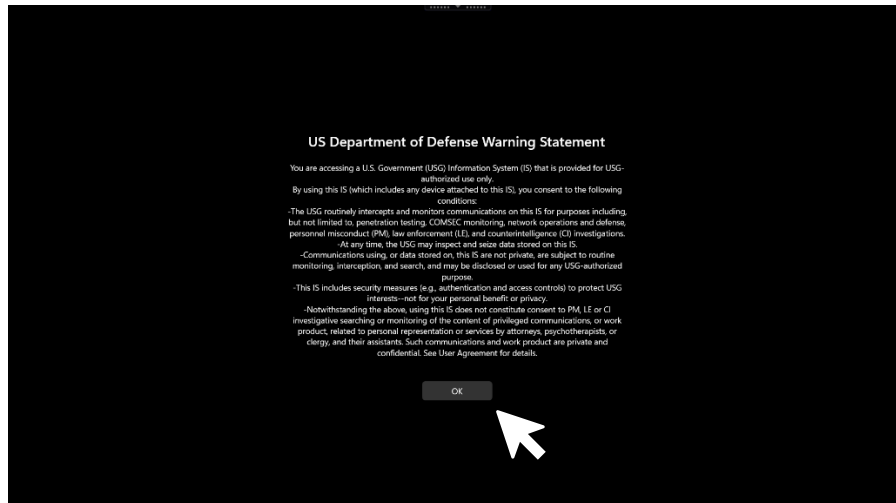 US Department of Defense Warning Statement
You are accessing a U.S. Government (USG) Information System (IS) that is provided for USG-
authorized use only.
By using this IS (which includes any device attached to this IS), you consent to the following
conditions:
-The USG routinely intercepts and monitors communications on this IS for purposes including,
but not limited to, penetration testing, COMSEC monitoring, network operations and defense,
personnel misconduct (PM), law enforcement (LE), and counterintelligence (CI) investigations.
-At any time, the USG may inspect and seize data stored on this IS.
-Communications using, or data stored on, this IS are not private, are subject to routine
monitoring, interception, and search, and may be disclosed or used for any USG-authorized
purpose.
-This IS includes security measures (e.g., authentication and access controls) to protect USG
interests--not for your personal benefit or privacy.
-Notwithstanding the above, using this IS does not constitute consent to PM, LE or CI
investigative searching or monitoring of the content of privileged communications, or work
product, related to personal representation or services by attorneys, psychotherapists, or
clergy, and their assistants. Such communications and work product are private and
confidential. See User Agreement for details.
OK